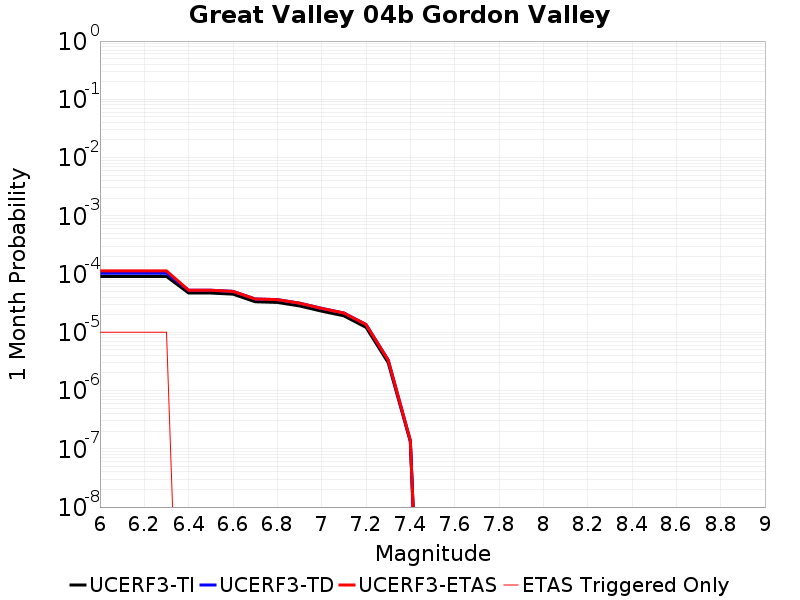 Great Valley 04b Gordon Valley
1 Month Probability
10^0
10^-1
10^-2
10^-3
10^-4
10^-5
10^-6
10^-7
10^-8
6 6.2 6.4 6.6 6.8 7 7.2 7.4 7.6 7.8 8 8.2 8.4 8.6 8.8 9
Magnitude
UCERF3-TI UCERF3-TD UCERF3-ETAS ETAS Triggered Only